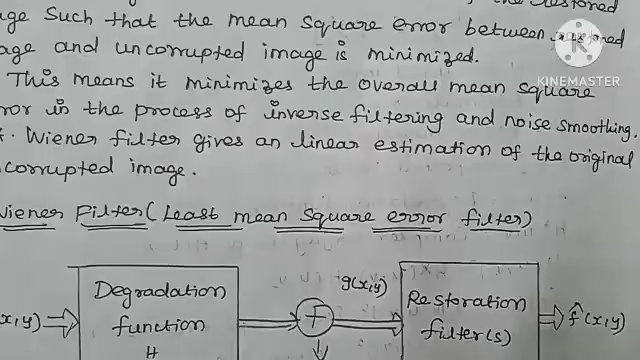 age such that the mean square error between restored
age and uncorrupted image is minimized.
This means it minimizes the overall mean square
ror in the process of inverse filtering and noise smoothing.
Wiener filter gives an linear estimation of the original
ncorrupted image.
Wiener Filter (Least mean square error filter)
Degradation function H
g(x,y)
Restoration filter(s)
x,y)
f̂(x,y)
KINEMASTER